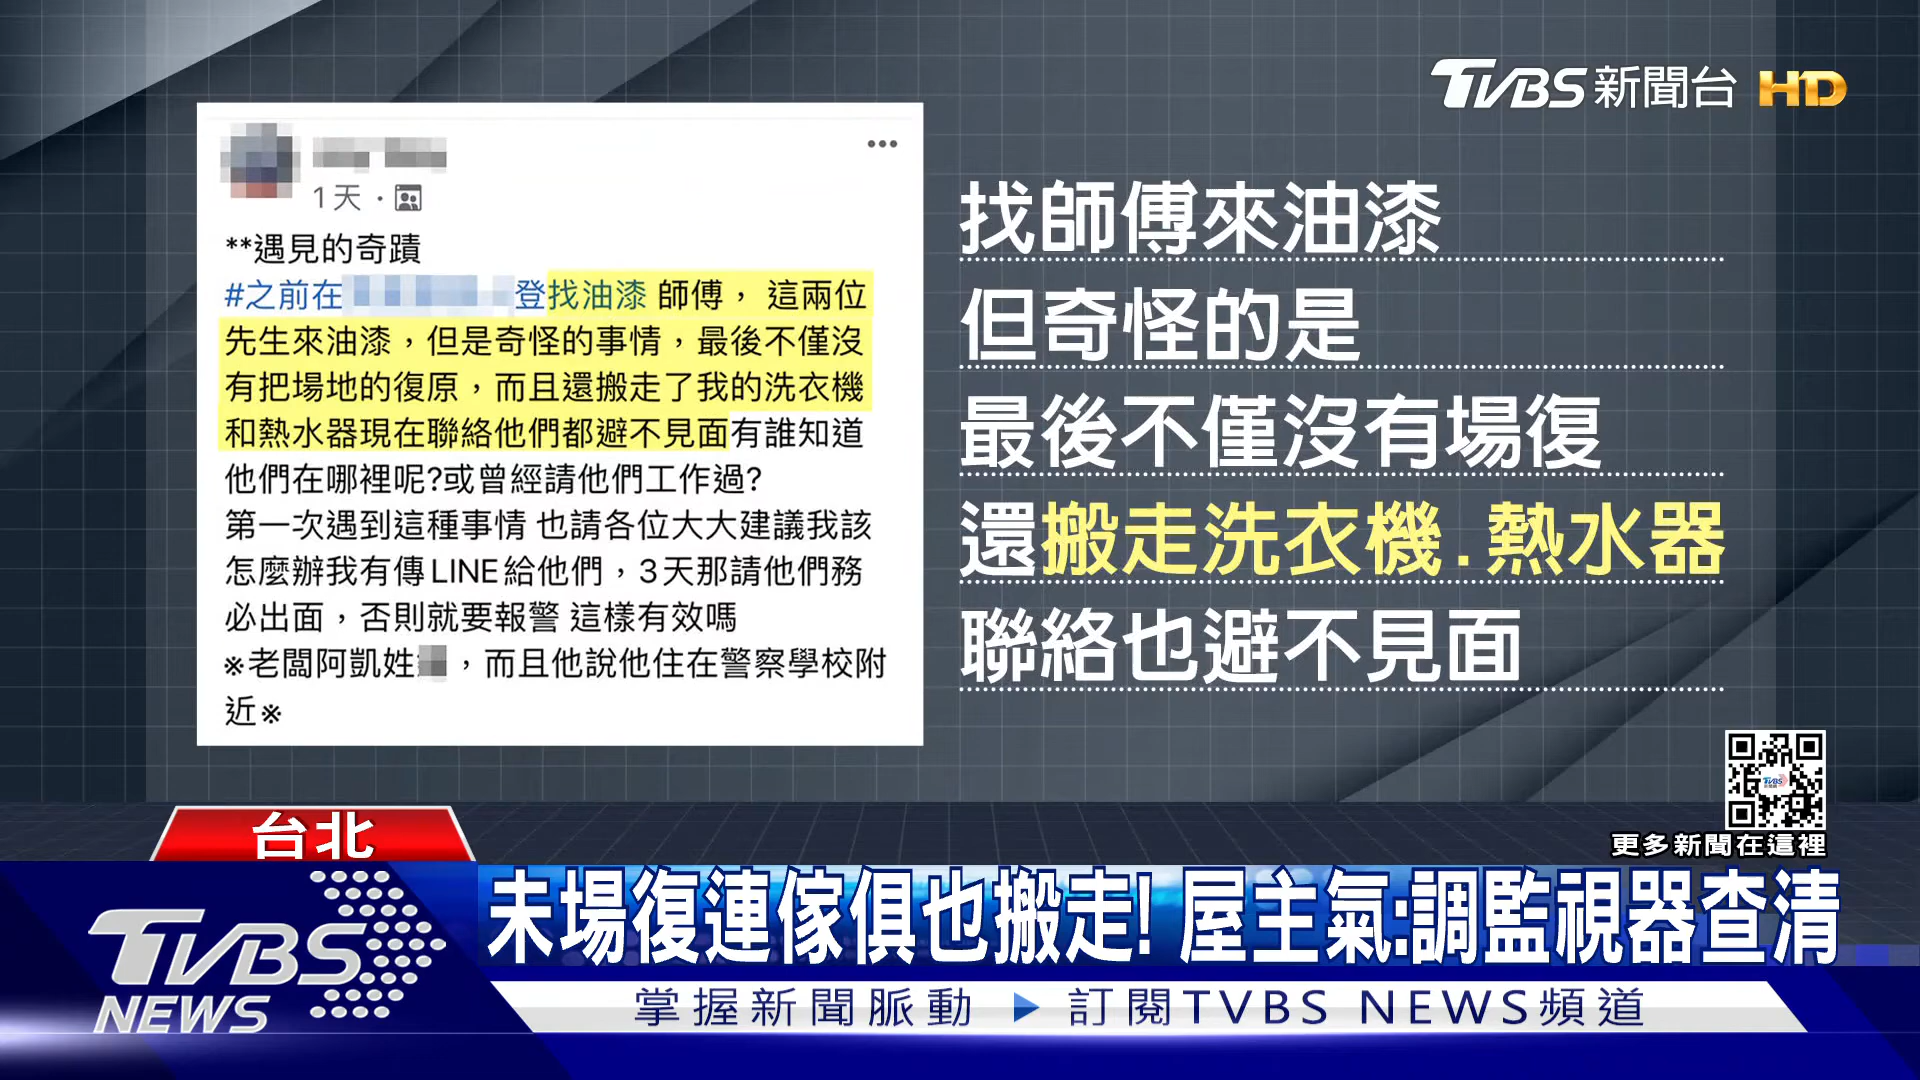 TVBS新聞台 HD
1天
**遇見的奇蹟
#之前在 登找油漆 師傅， 這兩位
先生來油漆，但是奇怪的事情，最後不僅沒
有把場地的復原，而且還搬走了我的洗衣機
和熱水器現在聯絡他們都避不見面有誰知道
他們在哪裡呢?或曾經請他們工作過?
第一次遇到這種事情 也請各位大大建議我該
怎麼辦我有傳LINE給他們，3天那請他們務
必出面，否則就要報警 這樣有效嗎
※老闆阿凱姓 ，而且他說他住在警察學校附
近※
找師傅來油漆
但奇怪的是
最後不僅沒有場復
還搬走洗衣機.熱水器
聯絡也避不見面
TVBS
更多新聞在這裡
台北
未場復連傢俱也搬走! 屋主氣:調監視器查清
TVBS
NEWS
掌握新聞脈動 ▶ 訂閱TVBS NEWS頻道